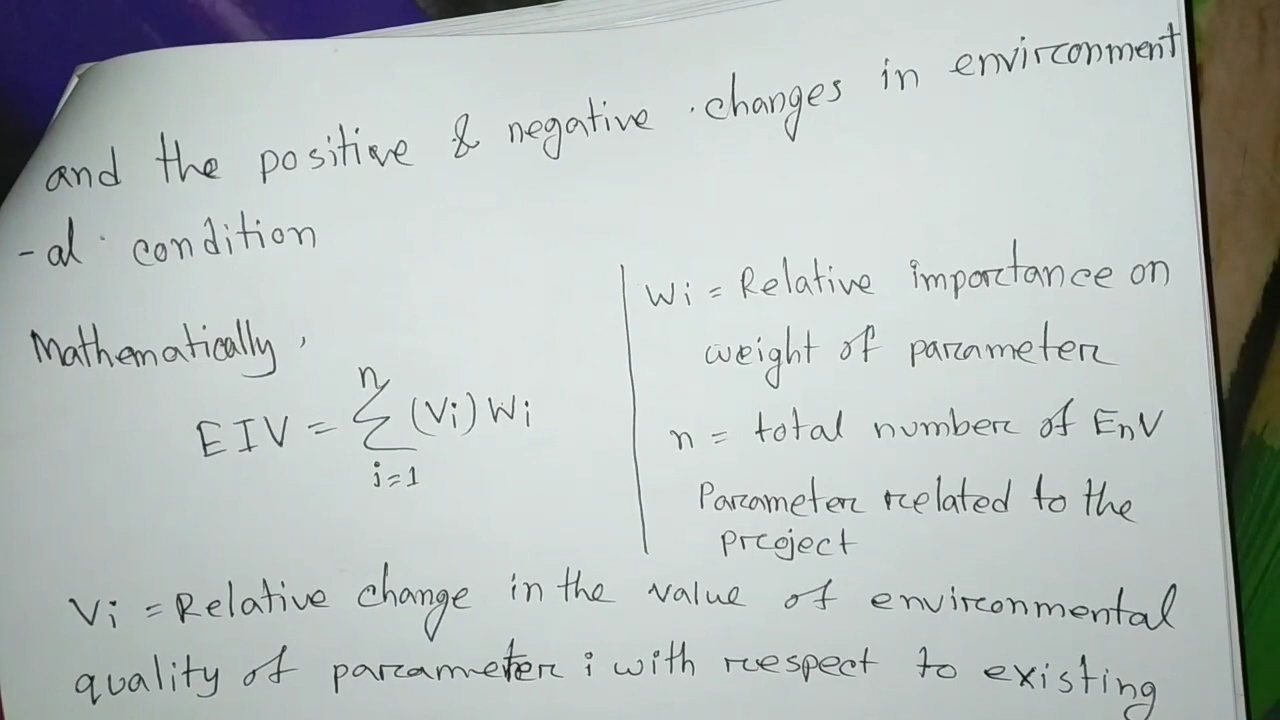 and the positive & negative changes in environment
-al condition
Mathematically,
EIV = n∑i=1 (Vi) Wi
Wi = Relative importance on
weight of parameter
n = total number of EnV
Parameter related to the
project
Vi = Relative change in the value of environmental
quality of parameter i with respect to existing